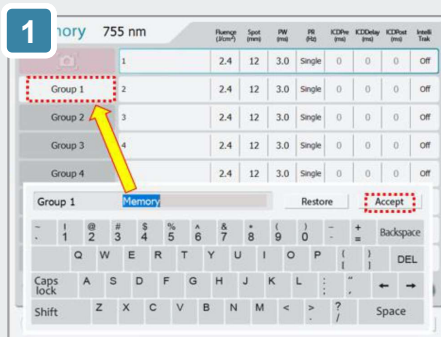 1
ory 755 nm Fluence (J/cm²) Spot (mm) PW (ms) PR (Hz) ICDPre (ms) ICDDelay (ms) ICDPost (ms) Intelli Trak
1 2.4 12 3.0 Single 0 0 0 Off
Group 1 2 2.4 12 3.0 Single 0 0 0 Off
Group 2 3 2.4 12 3.0 Single 0 0 0 Off
Group 3 4 2.4 12 3.0 Single 0 0 0 Off
Group 4 2.4 12 3.0 Single 0 0 0 Off
Group 1 Memory Restore Accept
~ ! @ # $ % ^ & * ( ) - +
` 1 2 3 4 5 6 7 8 9 0 = Backspace
Q W E R T Y U I O P { [ } ] DEL
Caps lock A S D F G H J K L : ; " ' ← →
Shift Z X C V B N M < > . ? / Space